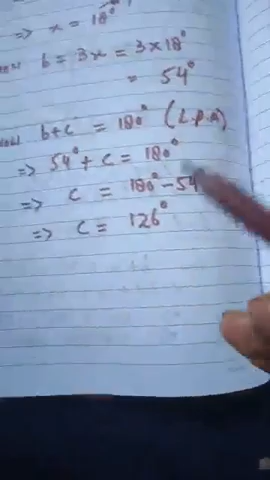 => x = 18°
b = 3x = 3×18°
= 54°
b+c = 180° (L.P.A)
=> 54° + c = 180°
=> c = 180° - 54
=> c = 126°